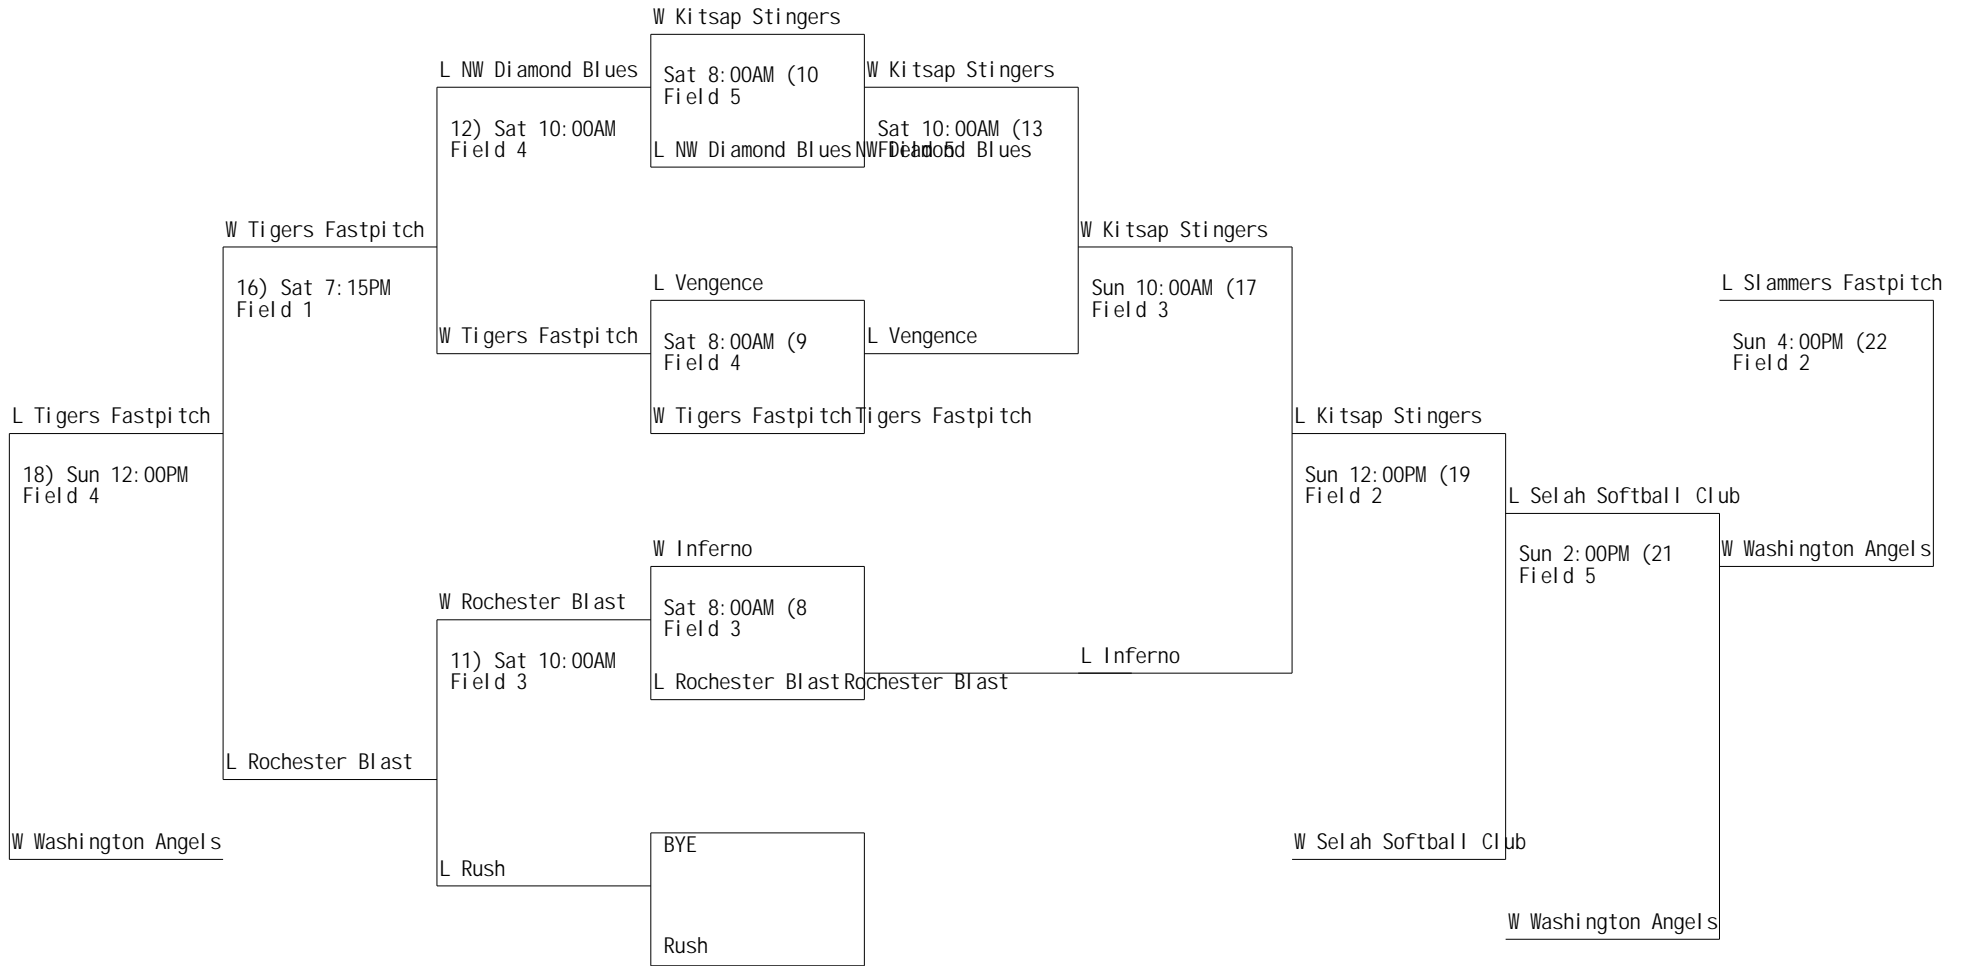 W Kitsap Stingers
L NW Diamond Blues
Sat 8:00AM (10
Field 5
W Kitsap Stingers
12) Sat 10:00AM
Field 4
Sat 10:00AM (13
Field 5
L NW Diamond Blues
NW Diamond Blues
W Tigers Fastpitch
W Kitsap Stingers
16) Sat 7:15PM
Field 1
L Vengence
Sun 10:00AM (17
Field 3
L Slammers Fastpitch
W Tigers Fastpitch
Sat 8:00AM (9
Field 4
L Vengence
Sun 4:00PM (22
Field 2
L Tigers Fastpitch
W Tigers Fastpitch
Tigers Fastpitch
L Kitsap Stingers
18) Sun 12:00PM
Field 4
Sun 12:00PM (19
Field 2
L Selah Softball Club
W Inferno
Sun 2:00PM (21
Field 5
W Washington Angels
W Rochester Blast
Sat 8:00AM (8
Field 3
11) Sat 10:00AM
Field 3
L Inferno
L Rochester Blast
Rochester Blast
L Rochester Blast
W Washington Angels
BYE
W Selah Softball Club
L Rush
W Washington Angels
Rush